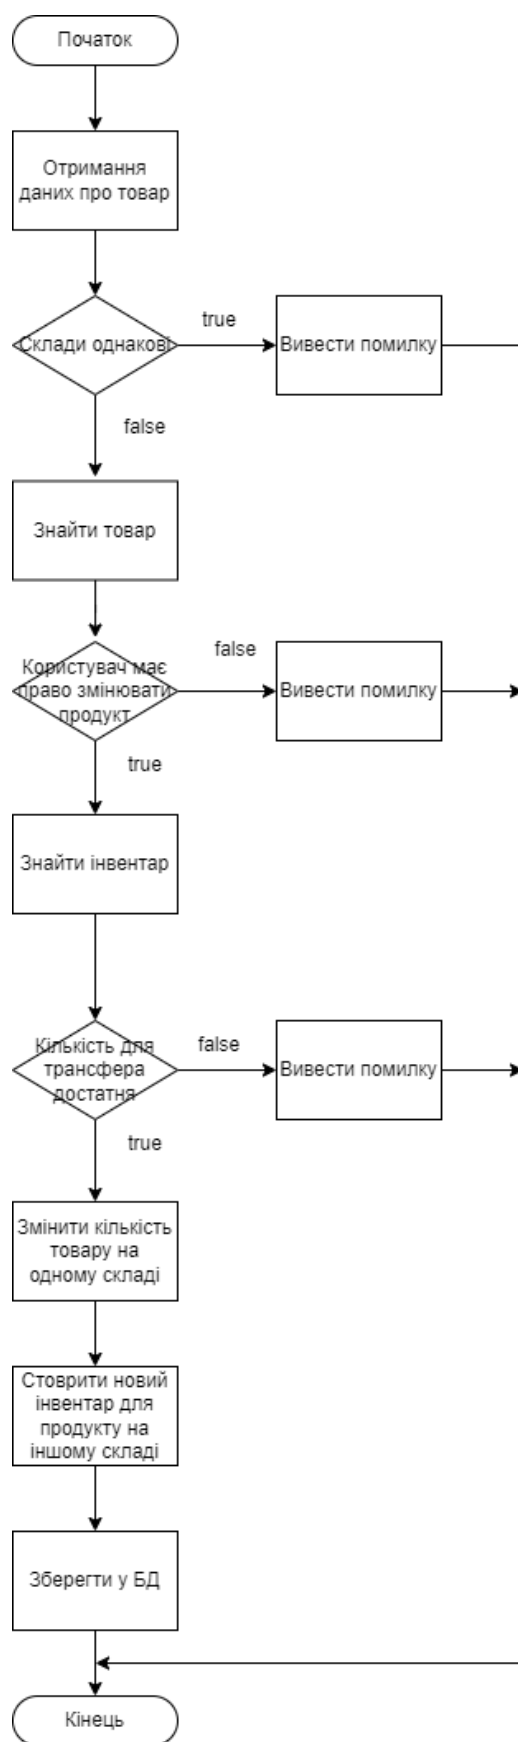 Початок
Отримання
даних про товар
Склади однакові
true
Вивести помилку
false
Знайти товар
Користувач має
право змінювати
продукт
false
Вивести помилку
true
Знайти інвентар
Кількість для
трансфера
достатня
false
Вивести помилку
true
Змінити кількість
товару на
одному складі
Стоврити новий
інвентар для
продукту на
іншому складі
Зберегти у БД
Кінець